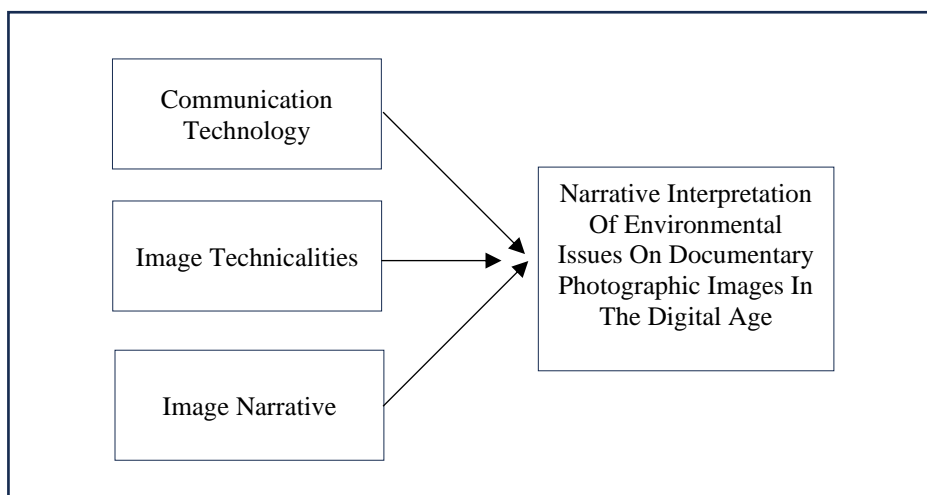 Communication
Technology
Image Technicalities
Image Narrative
Narrative Interpretation
Of Environmental
Issues On Documentary
Photographic Images In
The Digital Age